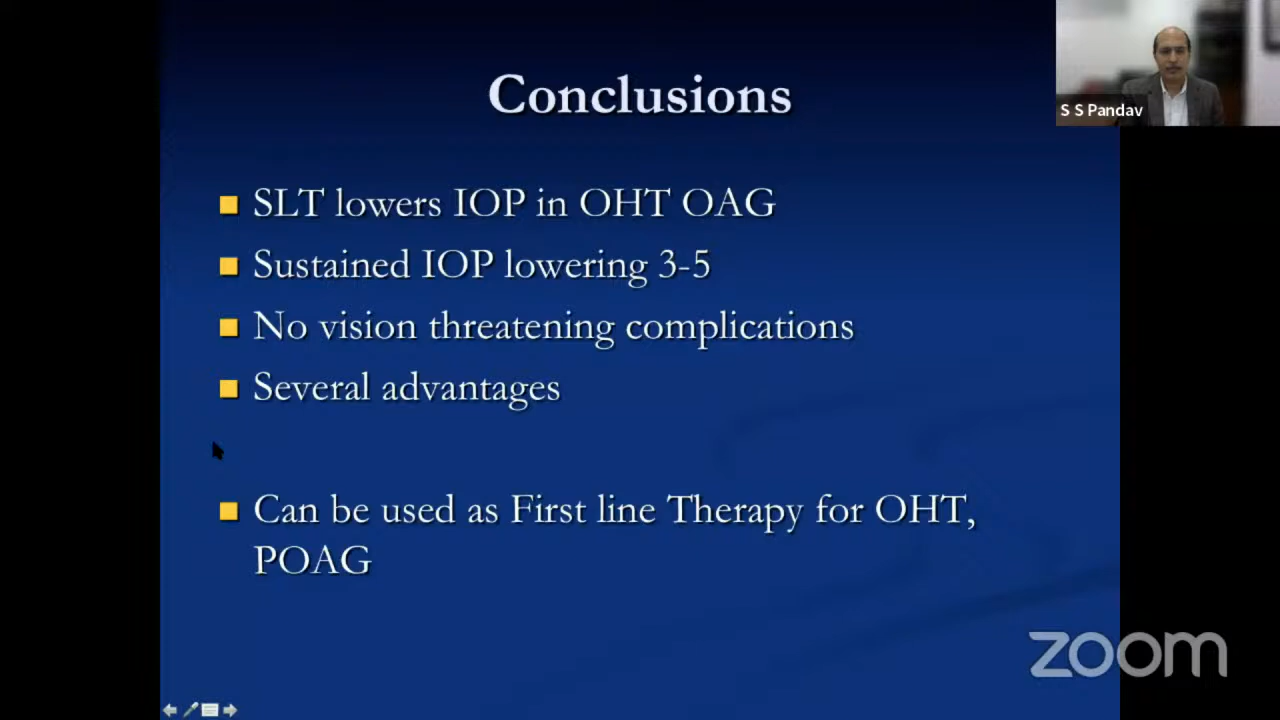 Conclusions
S S Pandav
SLT lowers IOP in OHT OAG
Sustained IOP lowering 3-5
No vision threatening complications
Several advantages
Can be used as First line Therapy for OHT,
POAG
zoom